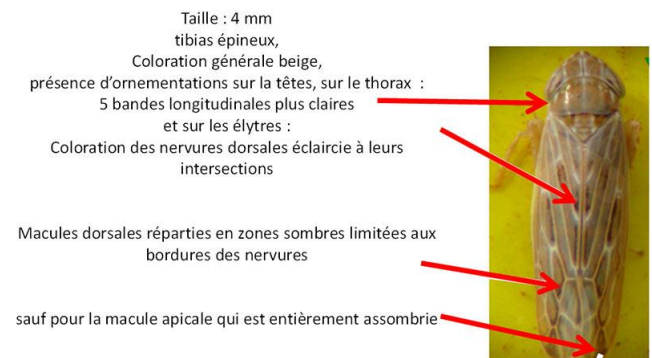 Taille : 4 mm
tibias épineux,
Coloration générale beige,
présence d'ornementations sur la têtes, sur le thorax :
5 bandes longitudinales plus claires
et sur les élytres :
Coloration des nervures dorsales éclaircie à leurs
intersections
Macules dorsales réparties en zones sombres limitées aux
bordures des nervures
sauf pour la macule apicale qui est entièrement assombrie